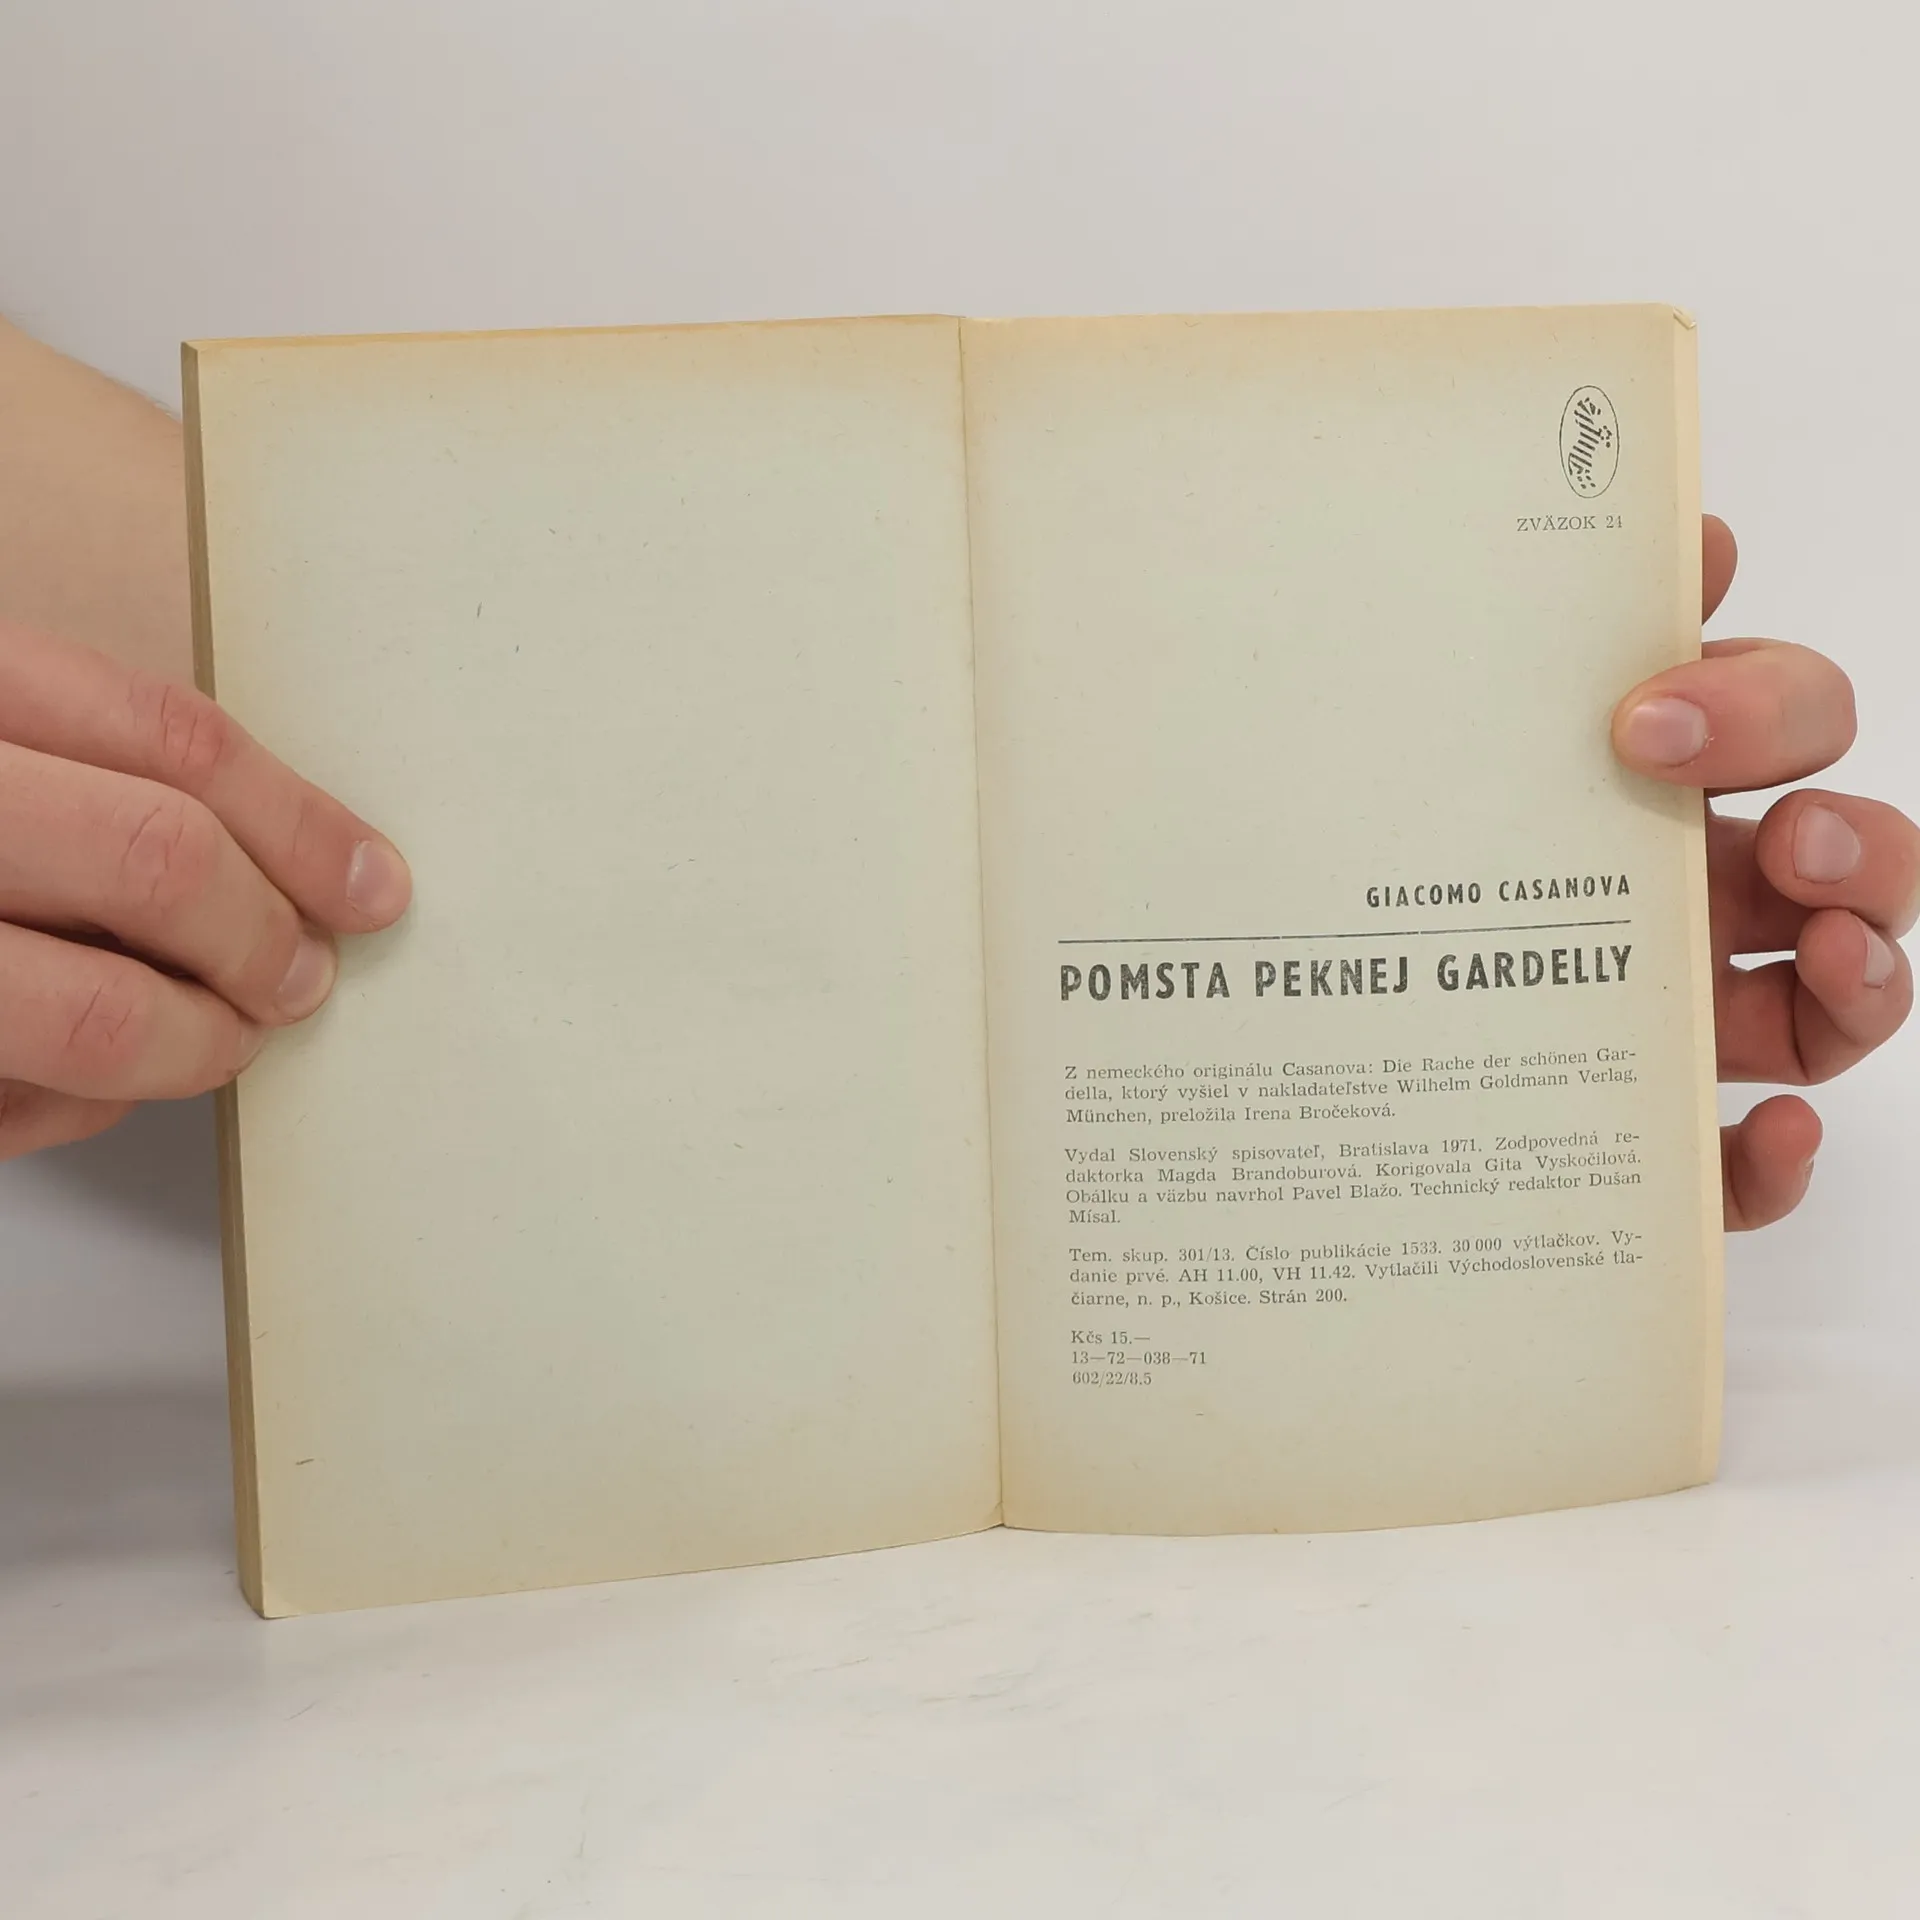 ZVÄZOK 24
GIACOMO CASANOVA
POMSTA PEKNEJ GARDELLY
Z nemeckého originálu Casanova: Die Rache der schönen Gar-
della, ktorý vyšiel v nakladateľstve Wilhelm Goldmann Verlag,
München, preložila Irena Bročeková.
Vydal Slovenský spisovateľ, Bratislava 1971. Zodpovedná re-
daktorka Magda Brandoburová. Korigovala Gita Vyskočilová.
Obálku a väzbu navrhol Pavel Blažo. Technický redaktor Dušan
Mísal.
Tem. skup. 301/13. Číslo publikácie 1533. 30 000 výtlačkov. Vy-
danie prvé. AH 11.00, VH 11.42. Vytlačili Východoslovenské tla-
čiarne, n. p., Košice. Strán 200.
Kčs 15.—
13—72—038—71
602/22/8.5